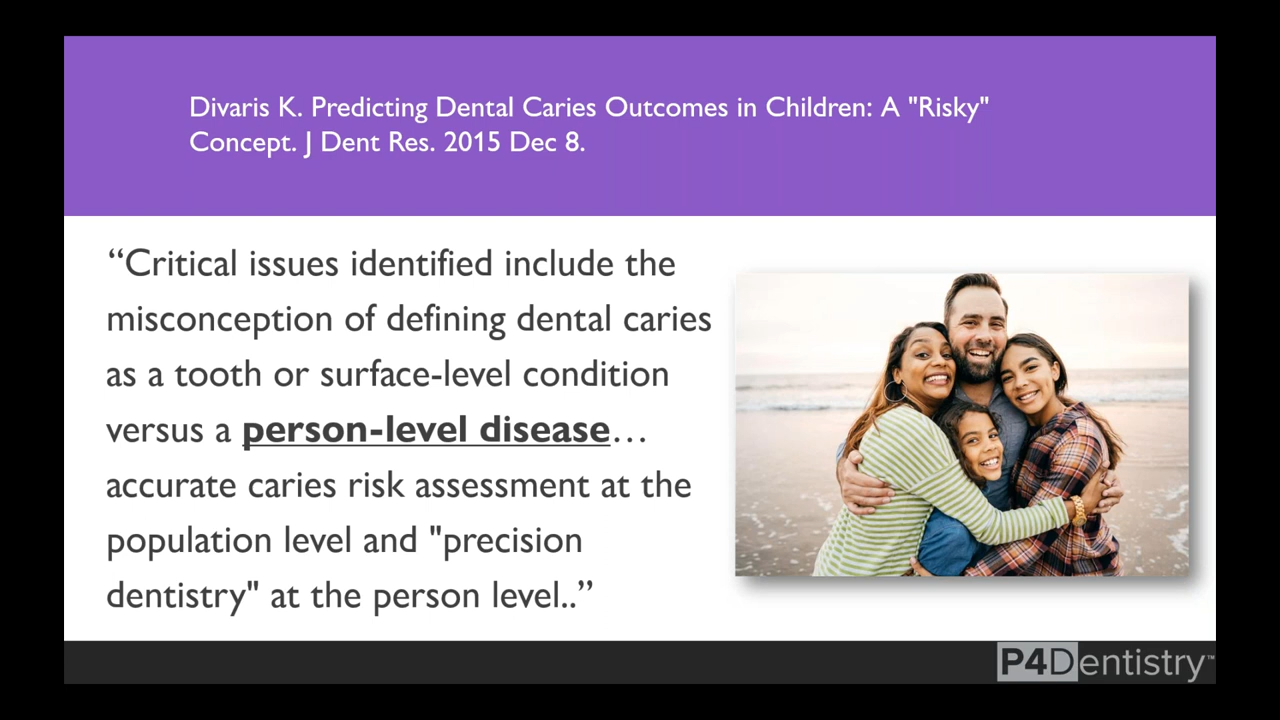 Divaris K. Predicting Dental Caries Outcomes in Children: A "Risky"
Concept. J Dent Res. 2015 Dec 8.
“Critical issues identified include the
misconception of defining dental caries
as a tooth or surface-level condition
versus a person-level disease…
accurate caries risk assessment at the
population level and "precision
dentistry" at the person level..”
P4Dentistry™